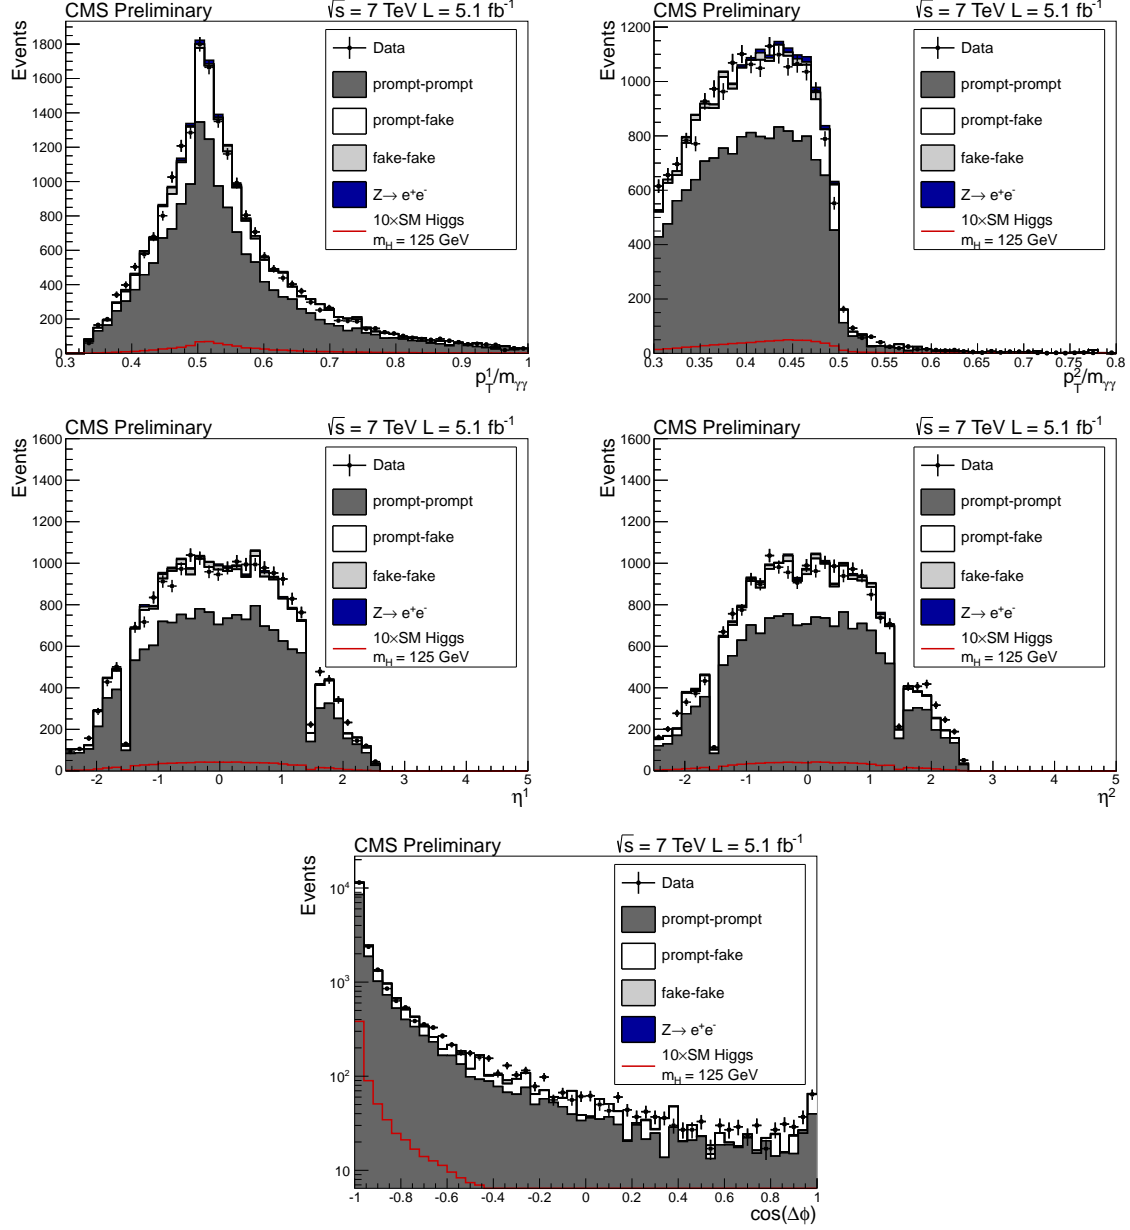 CMS Preliminary
√s = 7 TeV L = 5.1 fb⁻¹
Events
1800
1600
1400
1200
1000
800
600
400
200
0
Data
prompt-prompt
prompt-fake
fake-fake
Z→ e⁺e⁻
10×SM Higgs
m_H = 125 GeV
0.3 0.4 0.5 0.6 0.7 0.8 0.9 1
p_T^1/m_γγ
CMS Preliminary
√s = 7 TeV L = 5.1 fb⁻¹
Events
1200
1000
800
600
400
200
0
Data
prompt-prompt
prompt-fake
fake-fake
Z→ e⁺e⁻
10×SM Higgs
m_H = 125 GeV
0.3 0.35 0.4 0.45 0.5 0.55 0.6 0.65 0.7 0.75 0.8
p_T^2/m_γγ
CMS Preliminary
√s = 7 TeV L = 5.1 fb⁻¹
Events
1600
1400
1200
1000
800
600
400
200
0
Data
prompt-prompt
prompt-fake
fake-fake
Z→ e⁺e⁻
10×SM Higgs
m_H = 125 GeV
-2 -1 0 1 2 3 4 5
η¹
CMS Preliminary
√s = 7 TeV L = 5.1 fb⁻¹
Events
1600
1400
1200
1000
800
600
400
200
0
Data
prompt-prompt
prompt-fake
fake-fake
Z→ e⁺e⁻
10×SM Higgs
m_H = 125 GeV
-2 -1 0 1 2 3 4 5
η²
CMS Preliminary
√s = 7 TeV L = 5.1 fb⁻¹
Events
10⁴
10³
10²
10
Data
prompt-prompt
prompt-fake
fake-fake
Z→ e⁺e⁻
10×SM Higgs
m_H = 125 GeV
-1 -0.8 -0.6 -0.4 -0.2 0 0.2 0.4 0.6 0.8 1
cos(Δϕ)